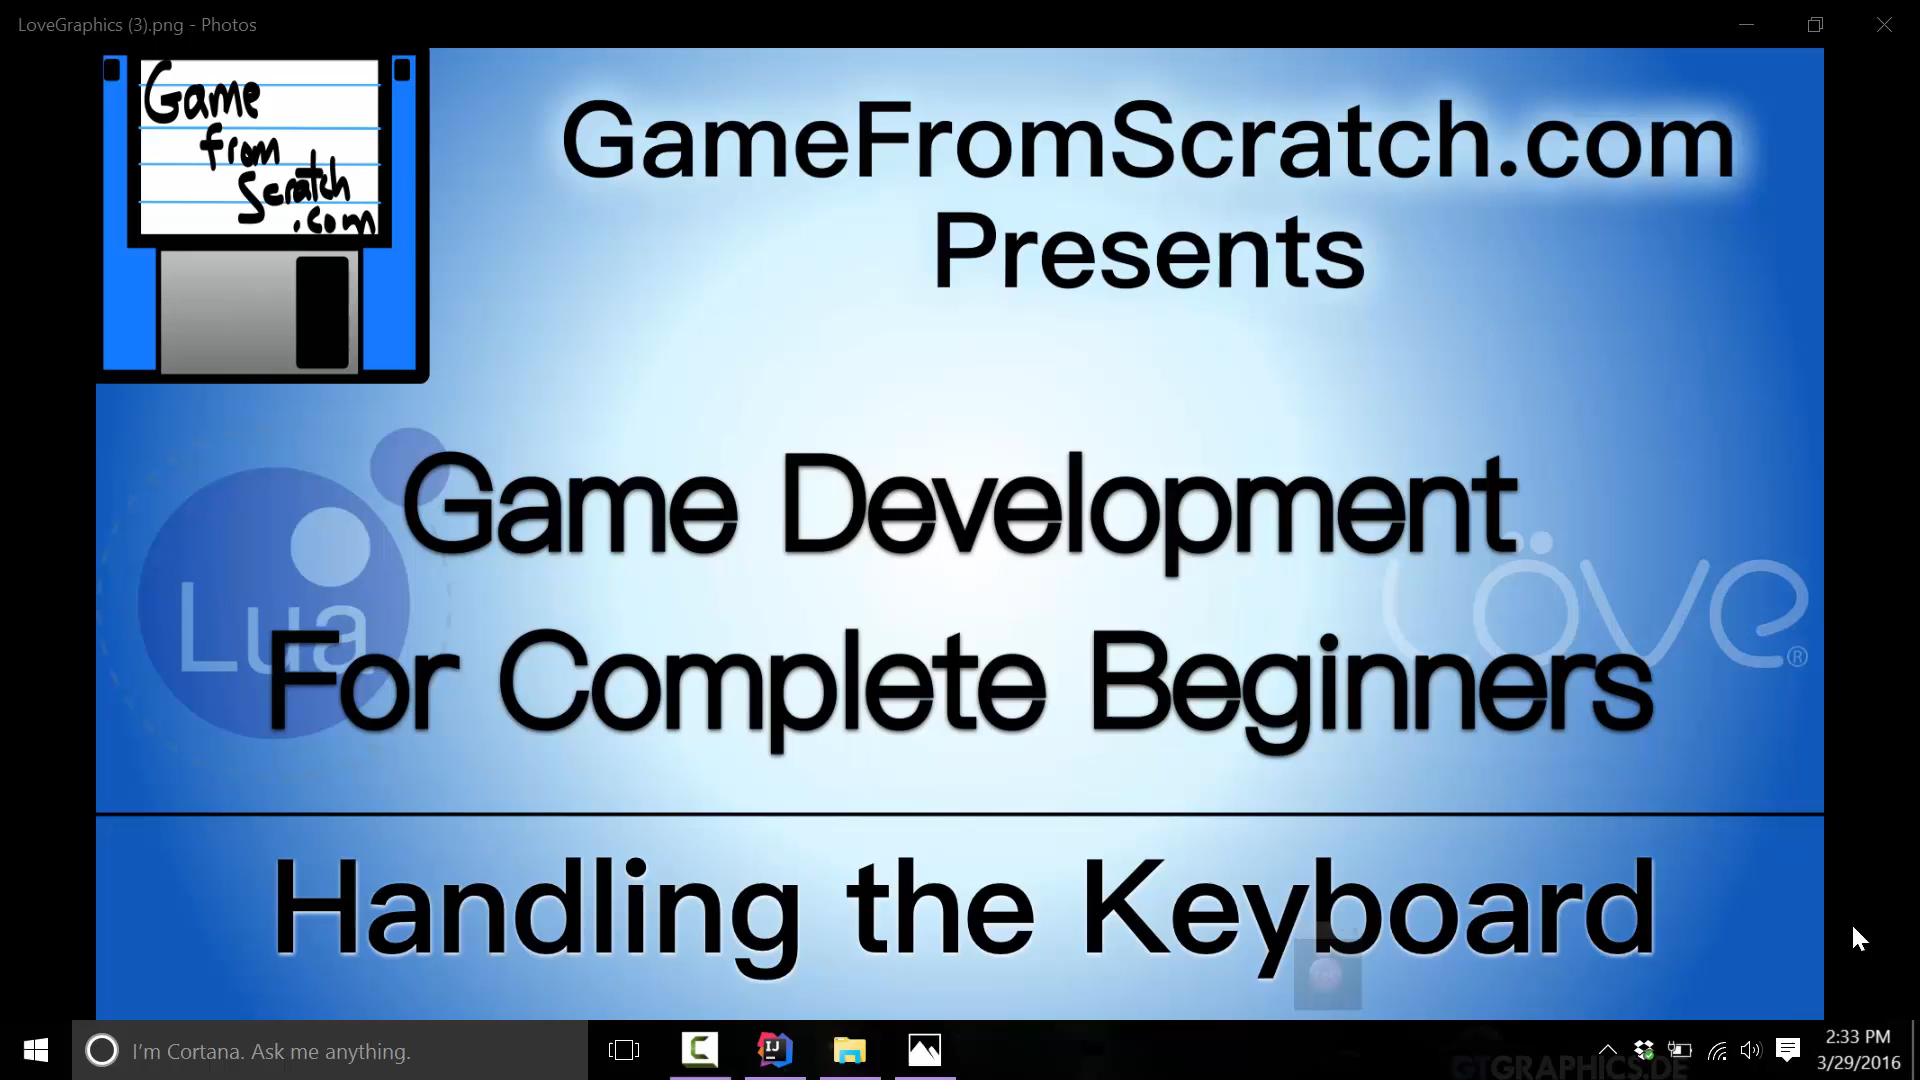 LoveGraphics (3).png - Photos
Game
from
Scratch
.com
GameFromScratch.com
Presents
Game Development
For Complete Beginners
Lua
LÖVE®
Handling the Keyboard
I'm Cortana. Ask me anything.
IJ
GTGRAPHICS.DE
2:33 PM
3/29/2016